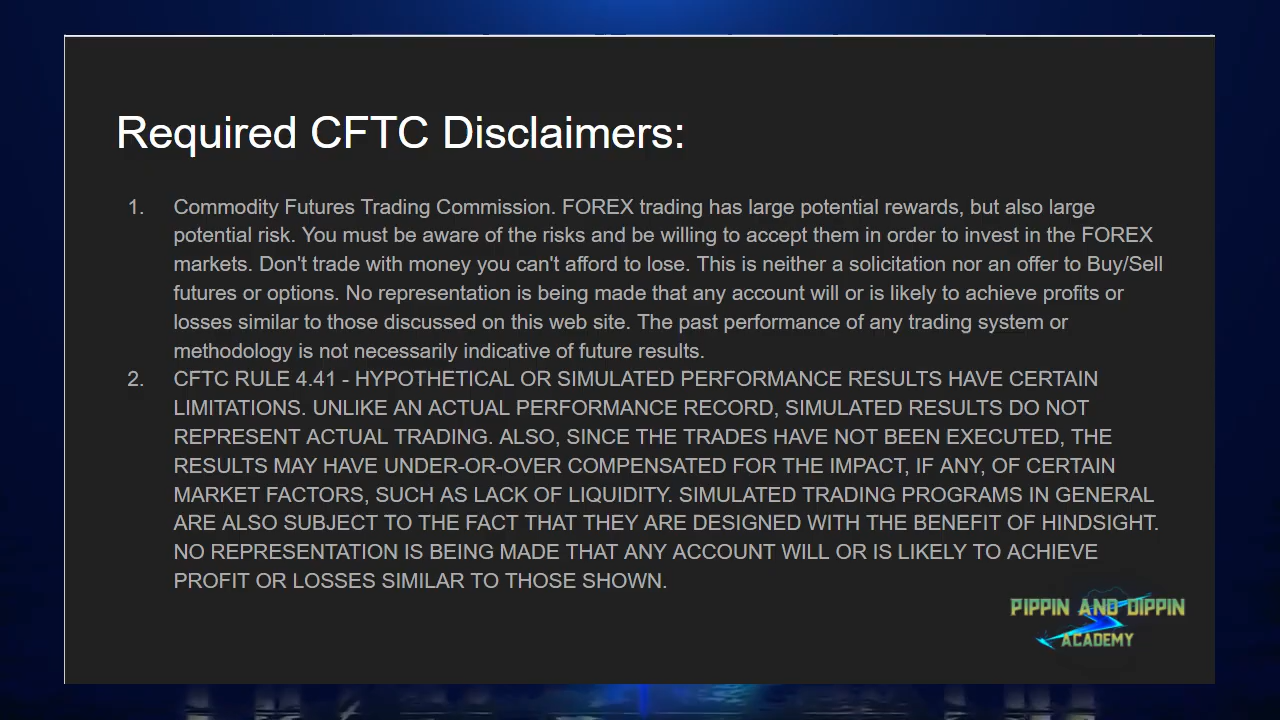 Required CFTC Disclaimers:
1. Commodity Futures Trading Commission. FOREX trading has large potential rewards, but also large
potential risk. You must be aware of the risks and be willing to accept them in order to invest in the FOREX
markets. Don't trade with money you can't afford to lose. This is neither a solicitation nor an offer to Buy/Sell
futures or options. No representation is being made that any account will or is likely to achieve profits or
losses similar to those discussed on this web site. The past performance of any trading system or
methodology is not necessarily indicative of future results.
2. CFTC RULE 4.41 - HYPOTHETICAL OR SIMULATED PERFORMANCE RESULTS HAVE CERTAIN
LIMITATIONS. UNLIKE AN ACTUAL PERFORMANCE RECORD, SIMULATED RESULTS DO NOT
REPRESENT ACTUAL TRADING. ALSO, SINCE THE TRADES HAVE NOT BEEN EXECUTED, THE
RESULTS MAY HAVE UNDER-OR-OVER COMPENSATED FOR THE IMPACT, IF ANY, OF CERTAIN
MARKET FACTORS, SUCH AS LACK OF LIQUIDITY. SIMULATED TRADING PROGRAMS IN GENERAL
ARE ALSO SUBJECT TO THE FACT THAT THEY ARE DESIGNED WITH THE BENEFIT OF HINDSIGHT.
NO REPRESENTATION IS BEING MADE THAT ANY ACCOUNT WILL OR IS LIKELY TO ACHIEVE
PROFIT OR LOSSES SIMILAR TO THOSE SHOWN.
PIPPIN AND DIPPIN
ACADEMY